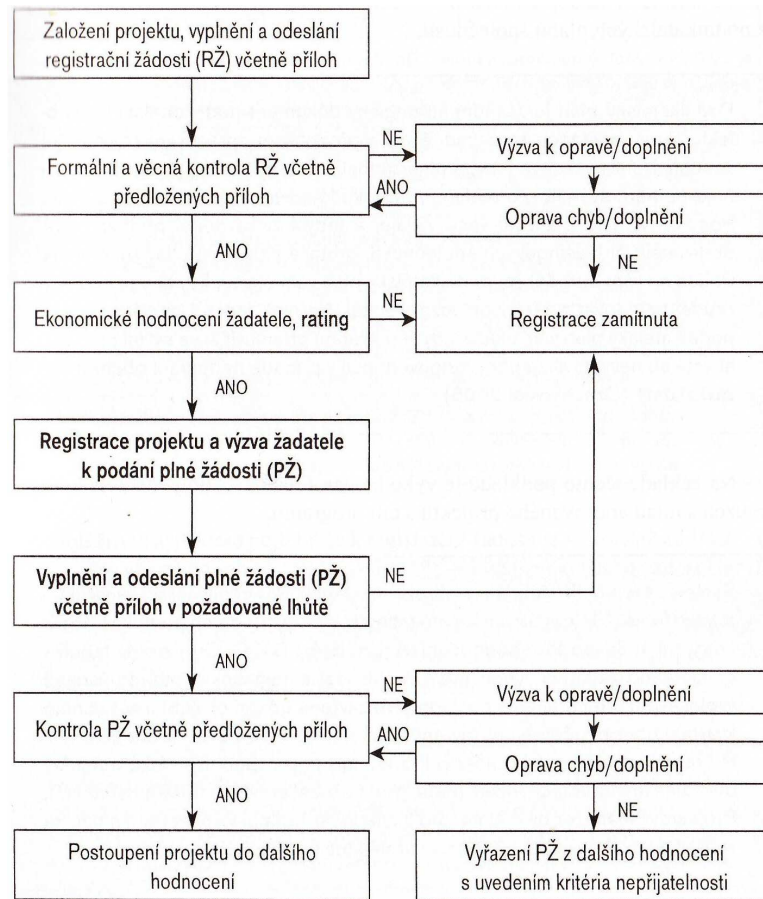 Založení projektu, vyplnění a odeslání
registrační žádosti (RŽ) včetně příloh
Formální a věcná kontrola RŽ včetně
předložených příloh
NE
Výzva k opravě/doplnění
ANO
Oprava chyb/doplnění
ANO
NE
Ekonomické hodnocení žadatele, rating
NE
Registrace zamítnuta
ANO
Registrace projektu a výzva žadatele
k podání plné žádosti (PŽ)
Vyplnění a odeslání plné žádosti (PŽ)
včetně příloh v požadované lhůtě
NE
ANO
Kontrola PŽ včetně předložených příloh
NE
Výzva k opravě/doplnění
ANO
Oprava chyb/doplnění
ANO
NE
Postoupení projektu do dalšího
hodnocení
Vyřazení PŽ z dalšího hodnocení
s uvedením kritéria nepřijatelnosti